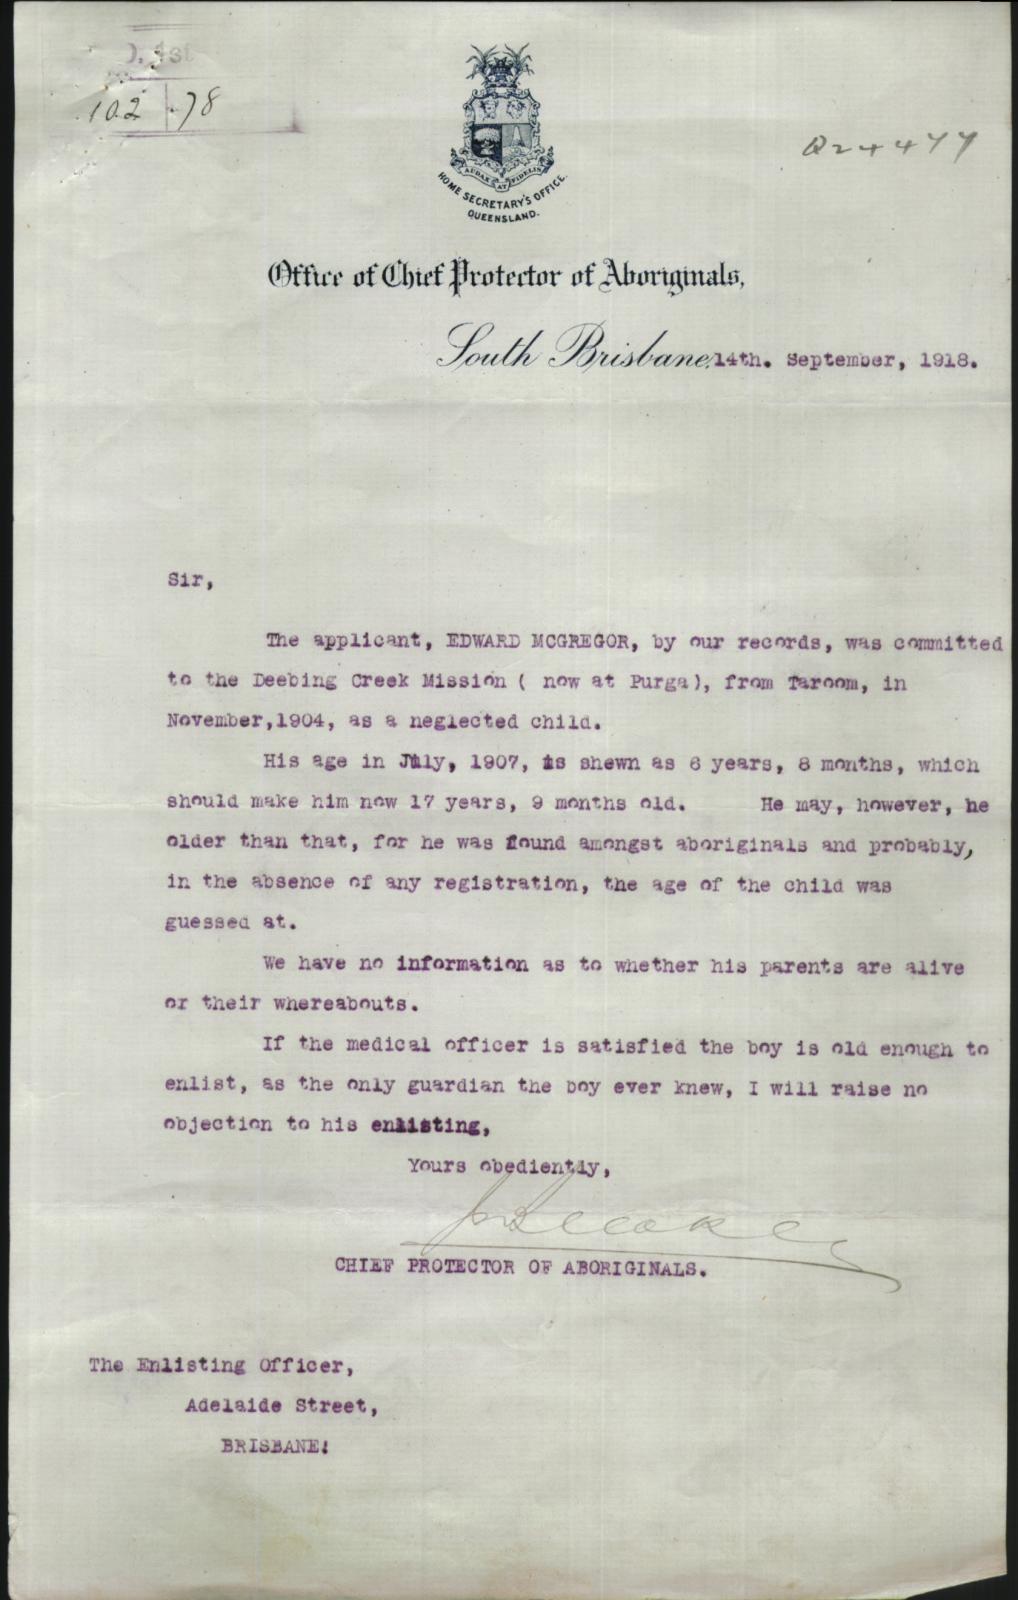 102 78
Q24477
AUDAX AT FIDELIS
HOME SECRETARY'S OFFICE.
QUEENSLAND.
Office of Chief Protector of Aboriginals,
South Brisbane, 14th. September, 1918.
Sir,
The applicant, EDWARD MCGREGOR, by our records, was committed
to the Deebing Creek Mission ( now at Purga), from Taroom, in
November,1904, as a neglected child.
His age in July, 1907, is shewn as 6 years, 8 months, which
should make him now 17 years, 9 months old. He may, however, he
older than that, for he was found amongst aboriginals and probably,
in the absence of any registration, the age of the child was
guessed at.
We have no information as to whether his parents are alive
or their whereabouts.
If the medical officer is satisfied the boy is old enough to
enlist, as the only guardian the boy ever knew, I will raise no
objection to his enlisting,
Yours obediently,
CHIEF PROTECTOR OF ABORIGINALS.
The Enlisting Officer,
Adelaide Street,
BRISBANE.